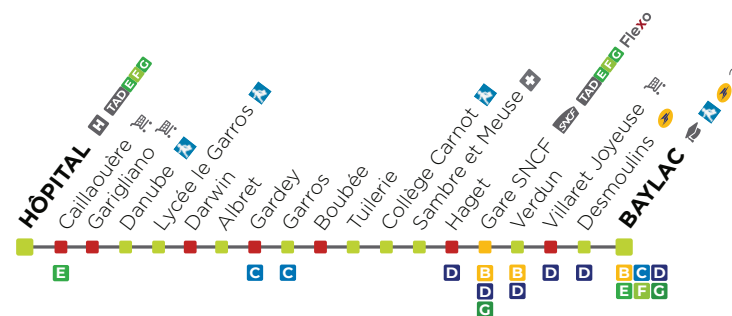 HÔPITAL H TAD E F G
Caillaouère
Garigliano
Danube
Lycée le Garros
Darwin
Albret
Gardey
Garros
Boubée
Tuilerie
Collège Carnot
Sambre et Meuse
Haget
Gare SNCF SNCF TAD E F G Flexo
Verdun
Villaret Joyeuse
Desmoulins
BAYLAC
E
C
C
D
B
D
G
B
D
D
D
B C D
E F G